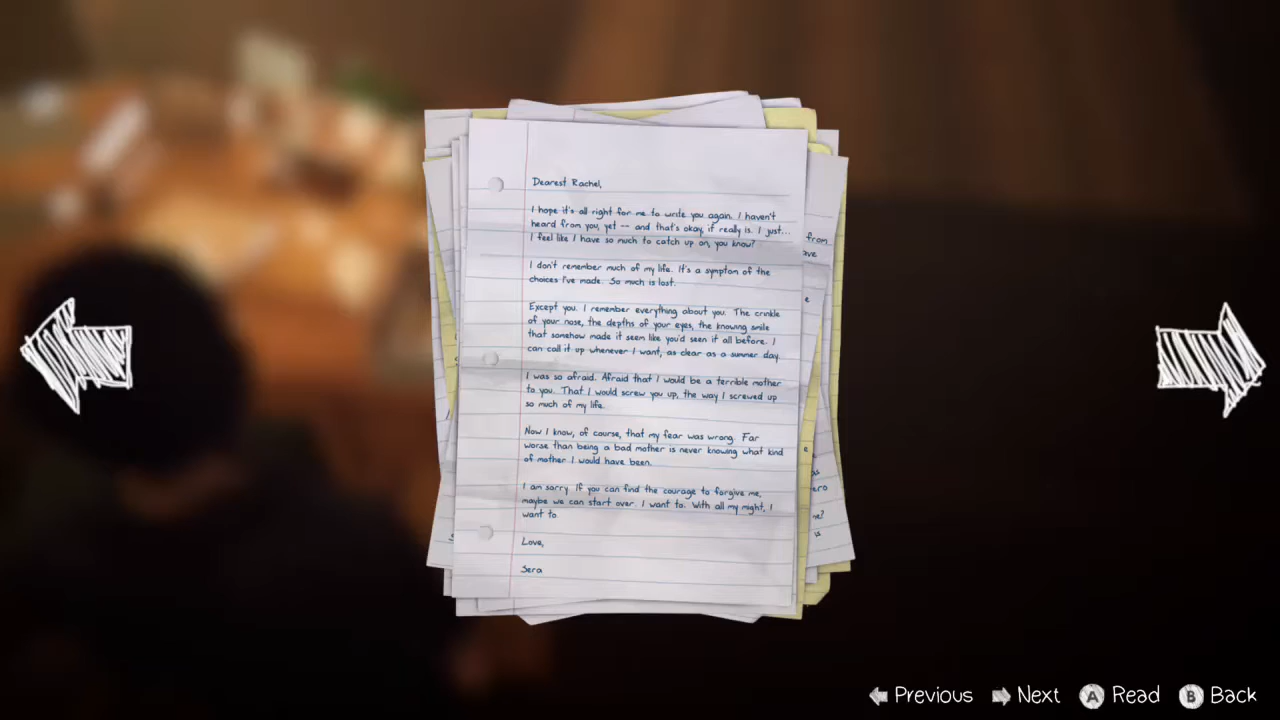 Dearest Rachel,
I hope it's all right for me to write you again. I haven't
heard from you, yet -- and that's okay, it really is. I just...
I feel like I have so much to catch up on, you know?
I don't remember much of my life. It's a symptom of the
choices I've made. So much is lost.
Except you. I remember everything about you. The crinkle
of your nose, the depths of your eyes, the knowing smile
that somehow made it seem like you'd seen it all before. I
can call it up whenever I want, as clear as a summer day.
I was so afraid. Afraid that I would be a terrible mother
to you. That I would screw you up, the way I screwed up
so much of my life.
Now I know, of course, that my fear was wrong. Far
worse than being a bad mother is never knowing what kind
of mother I would have been.
I am sorry. If you can find the courage to forgive me,
maybe we can start over. I want to. With all my might, I
want to.
Love,
Sera
from
Previous
Next
A Read
B Back